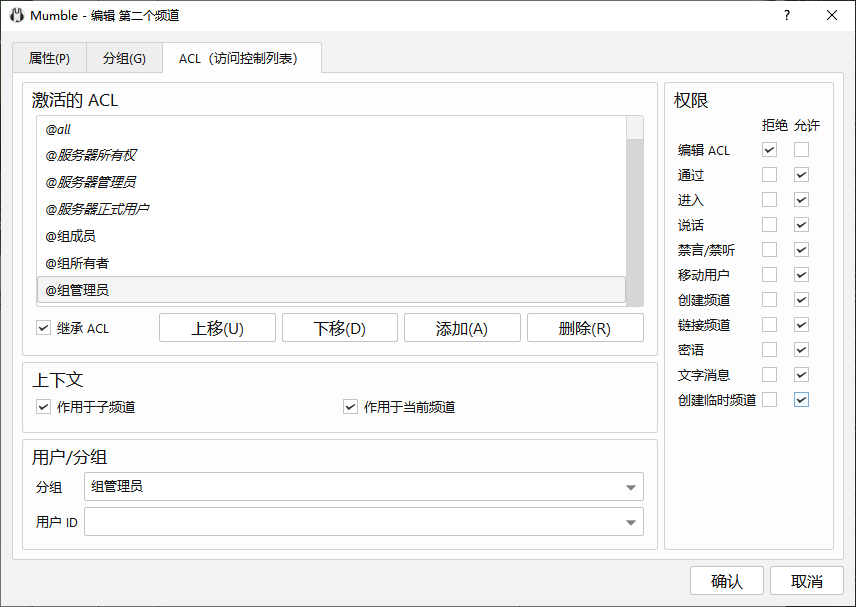 Mumble - 编辑 第二个频道
?
属性(P) 分组(G) ACL（访问控制列表）
激活的 ACL
@all
@服务器所有权
@服务器管理员
@服务器正式用户
@组成员
@组所有者
@组管理员
继承 ACL 上移(U) 下移(D) 添加(A) 删除(R)
上下文
作用于子频道 作用于当前频道
用户/分组
分组 组管理员
用户 ID
权限
拒绝 允许
编辑 ACL
通过
进入
说话
禁言/禁听
移动用户
创建频道
链接频道
密语
文字消息
创建临时频道
确认 取消